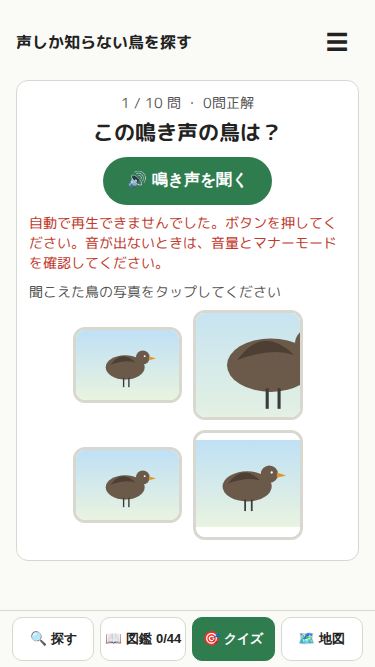 声しか知らない鳥を探す
☰
1 / 10 問 · 0問正解
この鳴き声の鳥は？
🔊 鳴き声を聞く
自動で再生できませんでした。ボタンを押してく
ださい。音が出ないときは、音量とマナーモード
を確認してください。
聞こえた鳥の写真をタップしてください
🔍 探す
📖 図鑑 0/44
🎯 クイズ
🗺️ 地図